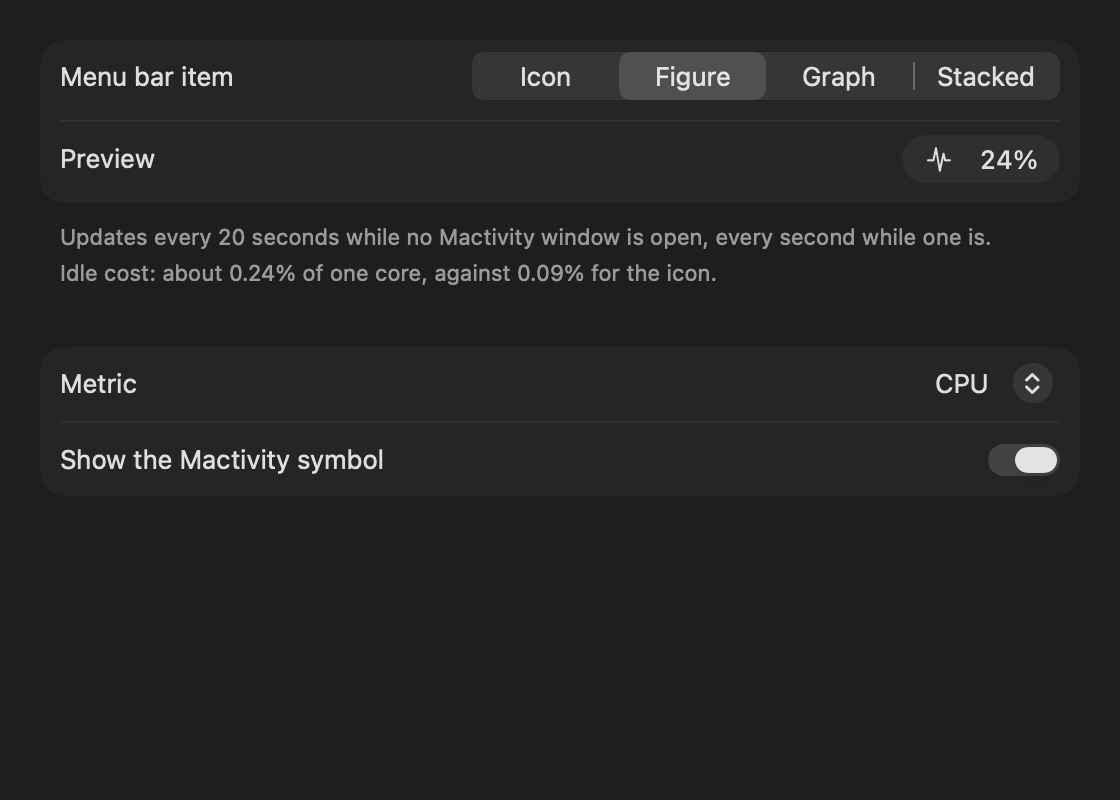 Menu bar item
Icon
Figure
Graph
Stacked
Preview
24%
Updates every 20 seconds while no Mactivity window is open, every second while one is.
Idle cost: about 0.24% of one core, against 0.09% for the icon.
Metric
CPU
Show the Mactivity symbol